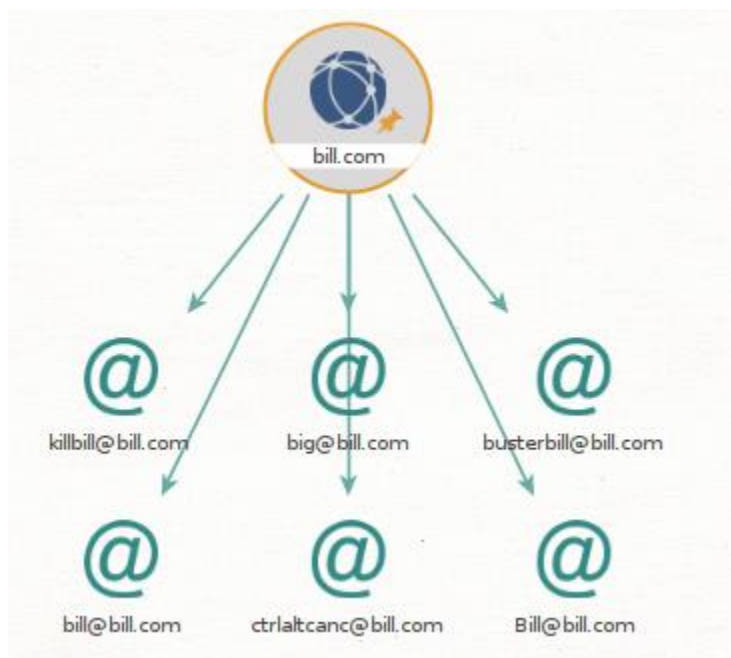 bill.com
killbill@bill.com
big@bill.com
busterbill@bill.com
bill@bill.com
ctrlaltcanc@bill.com
Bill@bill.com